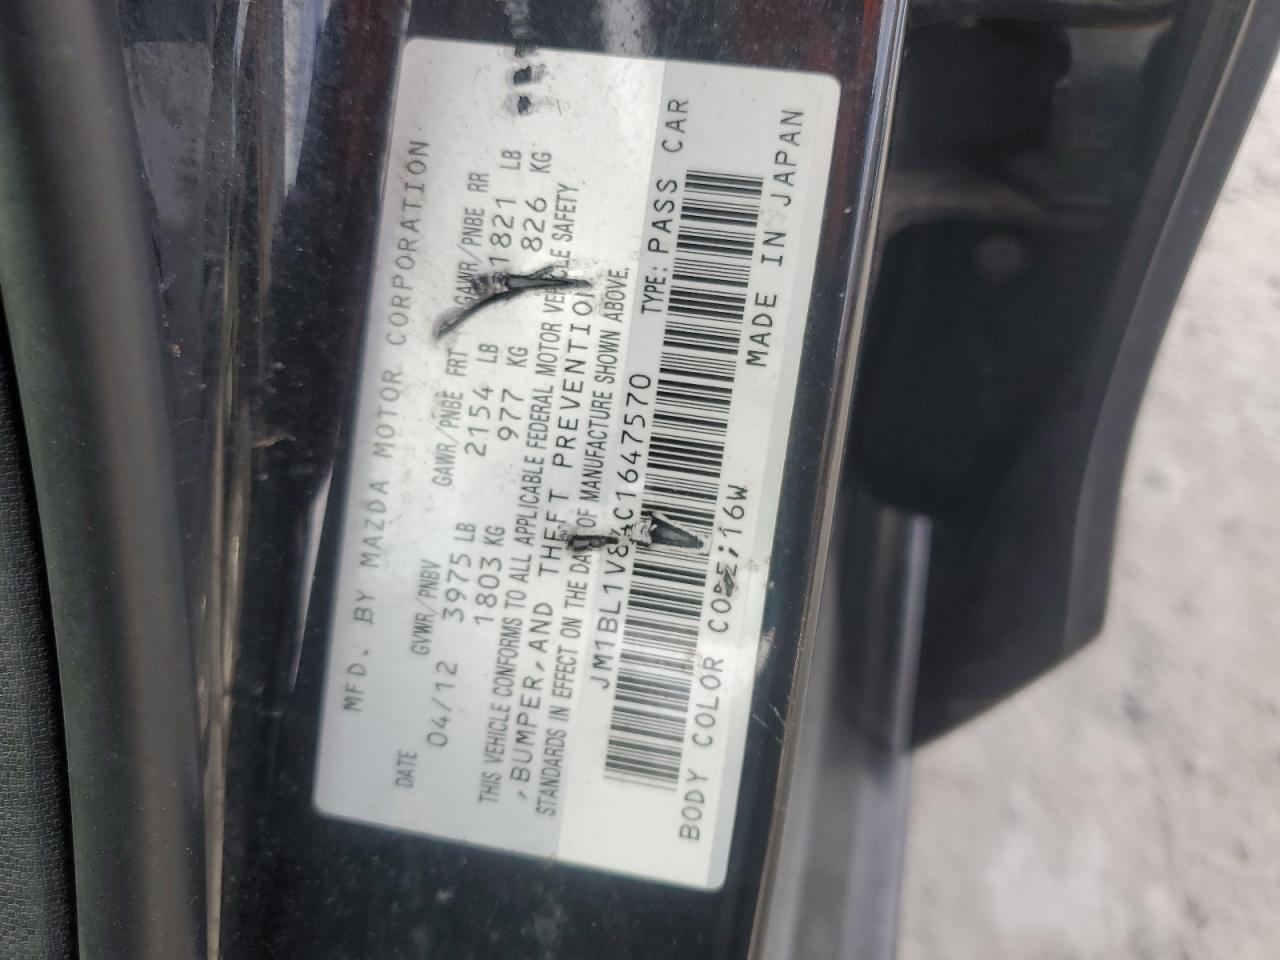 MFD. BY MAZDA MOTOR CORPORATION
DATE GVWR/PNBV GAWR/PNBE FRT GAWR/PNBE RR
04/12 3975 LB 2154 LB 1821 LB
1803 KG 977 KG 826 KG
THIS VEHICLE CONFORMS TO ALL APPLICABLE FEDERAL MOTOR VEHICLE SAFETY
,BUMPER,AND THEFT PREVENTION
STANDARDS IN EFFECT ON THE DATE OF MANUFACTURE SHOWN ABOVE.
TYPE: PASS CAR
BODY COLOR CODE:16W MADE IN JAPAN